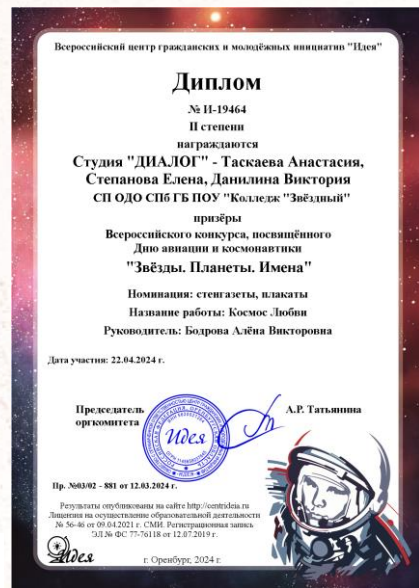 Всероссийский центр гражданских и молодёжных инициатив "Идея"
Диплом
№ И-19464
II степени
награждаются
Студия "ДИАЛОГ" - Таскаева Анастасия,
Степанова Елена, Данилина Виктория
СП ОДО СПб ГБ ПОУ "Колледж "Звёздный"
призёры
Всероссийского конкурса, посвящённого
Дню авиации и космонавтики
"Звёзды. Планеты. Имена"
Номинация: стенгазеты, плакаты
Название работы: Космос Любви
Руководитель: Бодрова Алёна Викторовна
Дата участия: 22.04.2024 г.
Председатель
оргкомитета
Идея
А.Р. Татьянина
Пр. №03/02 - 881 от 12.03.2024 г.
Результаты опубликованы на сайте http://centrideia.ru
Лицензия на осуществление образовательной деятельности
№ 56-46 от 09.04.2021 г. СМИ. Регистрационная запись
ЭЛ № ФС 77-76118 от 12.07.2019 г.
Идея
г. Оренбург, 2024 г.